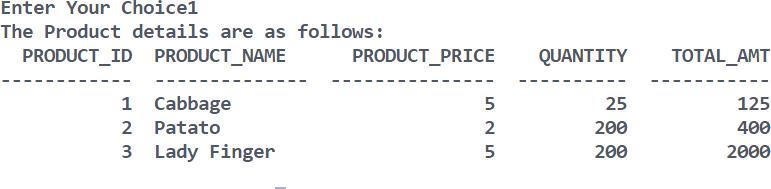 Enter Your Choice1
The Product details are as follows:
PRODUCT_ID  PRODUCT_NAME      PRODUCT_PRICE    QUANTITY    TOTAL_AMT
------------  --------------  ---------------  ----------  -----------
1  Cabbage                       5          25          125
2  Patato                        2         200          400
3  Lady Finger                   5         200         2000